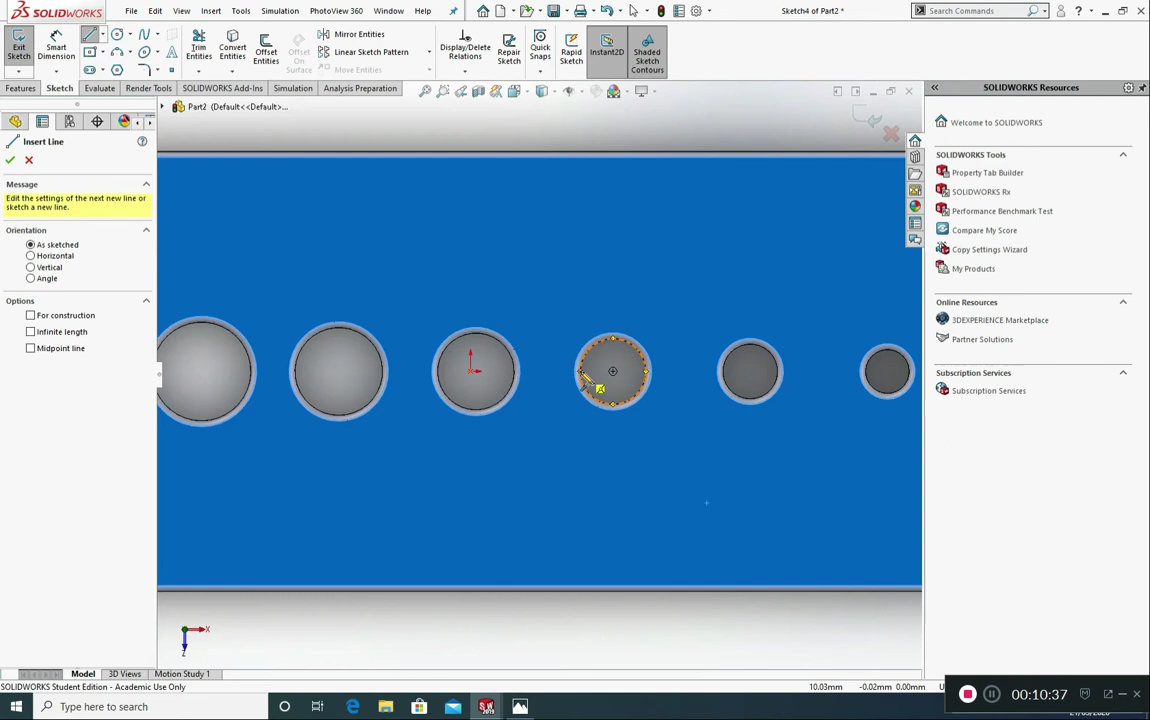 SOLIDWORKS
File Edit View Insert Tools Simulation PhotoView 360 Window Help
Sketch4 of Part2 *
Search Commands
Exit Sketch
Smart Dimension
Trim Entities
Convert Entities
Offset Entities
Offset On Surface
Mirror Entities
Linear Sketch Pattern
Move Entities
Display/Delete Relations
Repair Sketch
Quick Snaps
Rapid Sketch
Instant2D
Shaded Sketch Contours
Features Sketch Evaluate Render Tools SOLIDWORKS Add-Ins Simulation Analysis Preparation
Part2 (Default<<Default>...
SOLIDWORKS Resources
Insert Line
Message
Edit the settings of the next new line or
sketch a new line.
Orientation
As sketched
Horizontal
Vertical
Angle
Options
For construction
Infinite length
Midpoint line
Welcome to SOLIDWORKS
SOLIDWORKS Tools
Property Tab Builder
SOLIDWORKS Rx
Performance Benchmark Test
Compare My Score
Copy Settings Wizard
My Products
Online Resources
3DEXPERIENCE Marketplace
Partner Solutions
Subscription Services
Subscription Services
X
Z
Model 3D Views Motion Study 1
SOLIDWORKS Student Edition - Academic Use Only
10.03mm -0.02mm 0.00mm
00:10:37
Type here to search